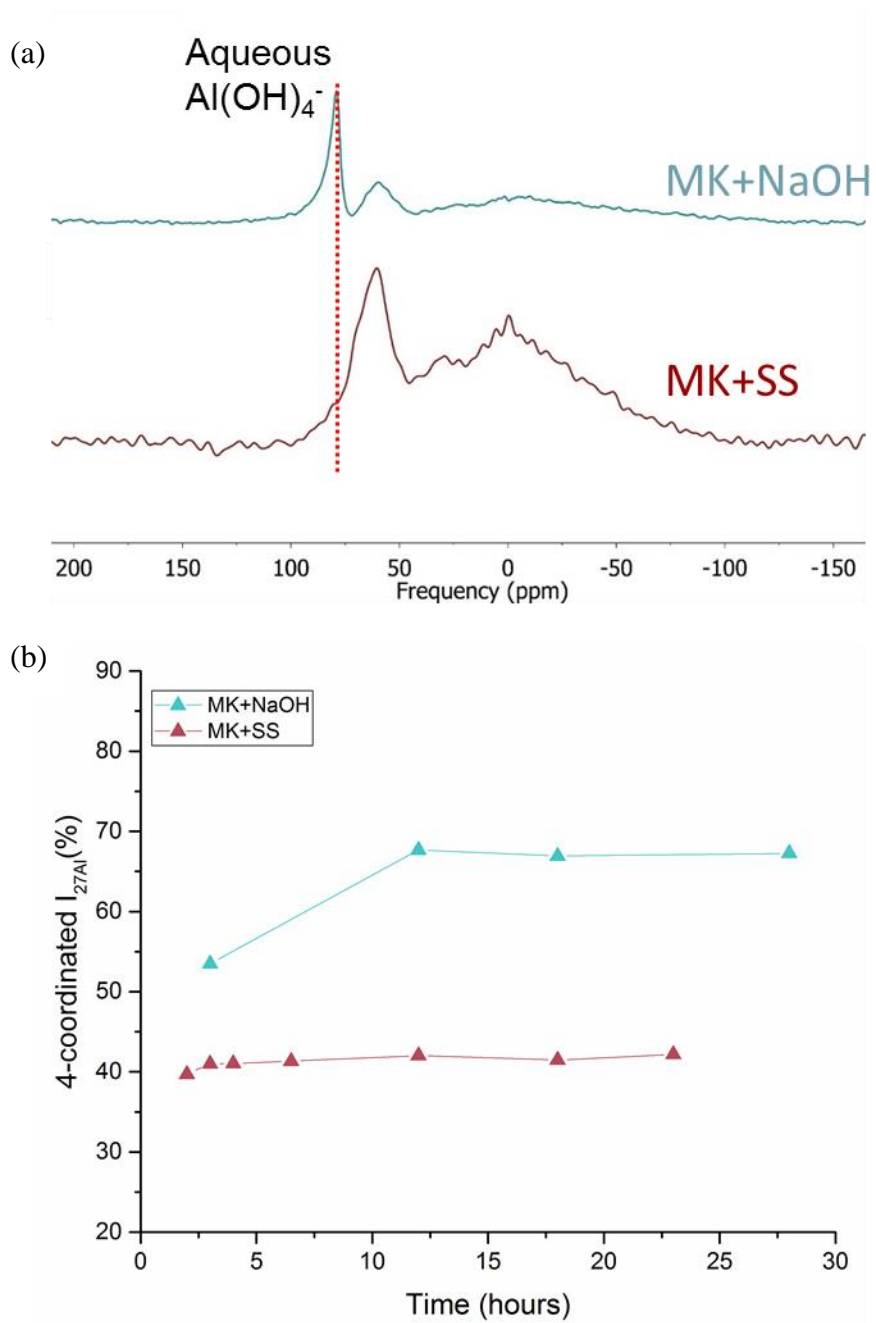 (a)
Aqueous
Al(OH)₄⁻
MK+NaOH
MK+SS
200 150 100 50 0 -50 -100 -150
Frequency (ppm)
(b)
90
80
70
60
50
40
30
20
4-coordinated I₂₇Al(%)
MK+NaOH
MK+SS
0 5 10 15 20 25 30
Time (hours)